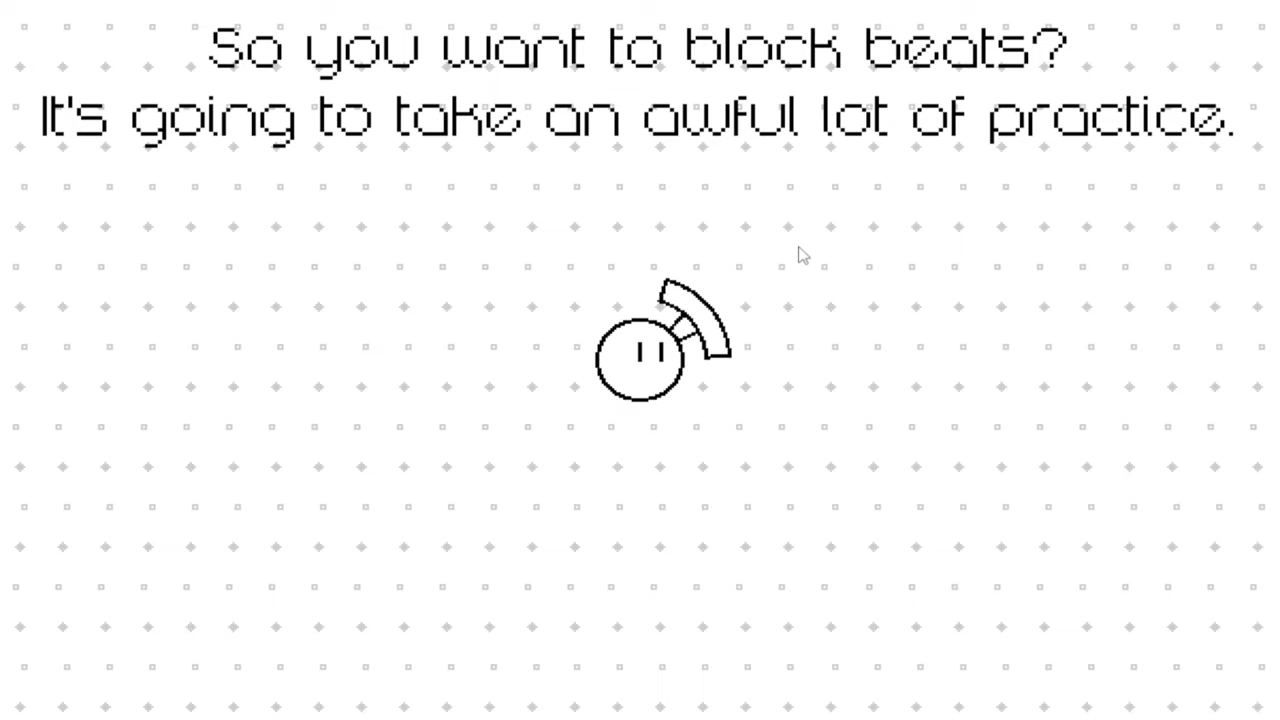 So you want to block beats?
It's going to take an awful lot of practice.